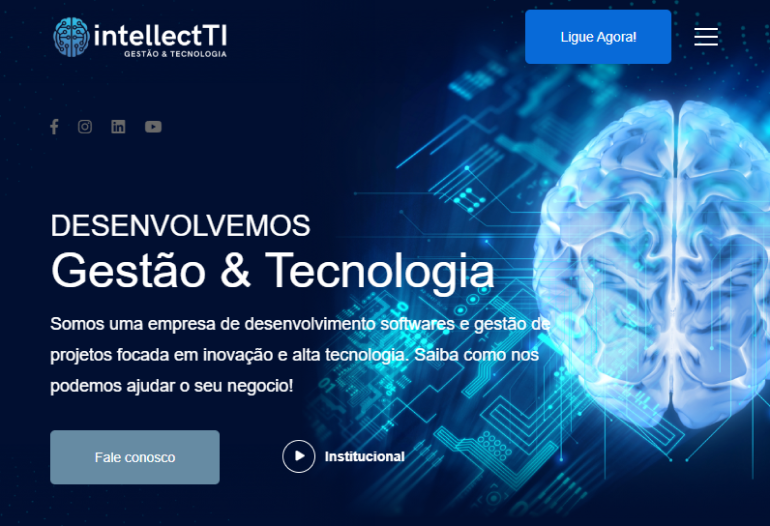 intellectTI
GESTÃO & TECNOLOGIA
Ligue Agora!
DESENVOLVEMOS
Gestão & Tecnologia
Somos uma empresa de desenvolvimento softwares e gestão de
projetos focada em inovação e alta tecnologia. Saiba como nos
podemos ajudar o seu negocio!
Fale conosco
Institucional